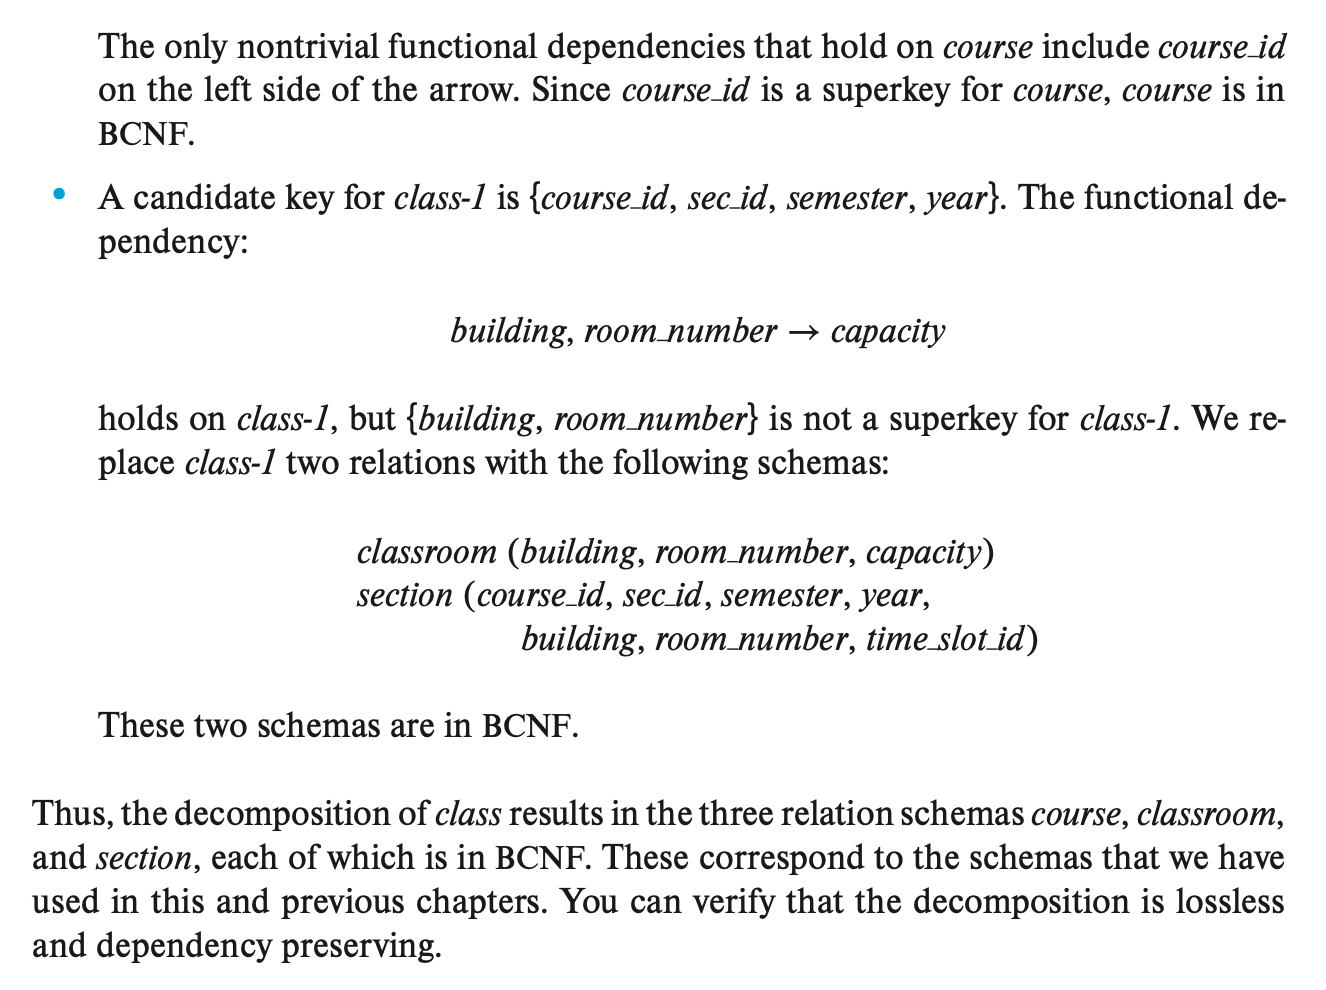 The only nontrivial functional dependencies that hold on course include course_id
on the left side of the arrow. Since course_id is a superkey for course, course is in
BCNF.
• A candidate key for class-1 is {course_id, sec_id, semester, year}. The functional de-
pendency:
building, room_number → capacity
holds on class-1, but {building, room_number} is not a superkey for class-1. We re-
place class-1 two relations with the following schemas:
classroom (building, room_number, capacity)
section (course_id, sec_id, semester, year,
building, room_number, time_slot_id)
These two schemas are in BCNF.
Thus, the decomposition of class results in the three relation schemas course, classroom,
and section, each of which is in BCNF. These correspond to the schemas that we have
used in this and previous chapters. You can verify that the decomposition is lossless
and dependency preserving.